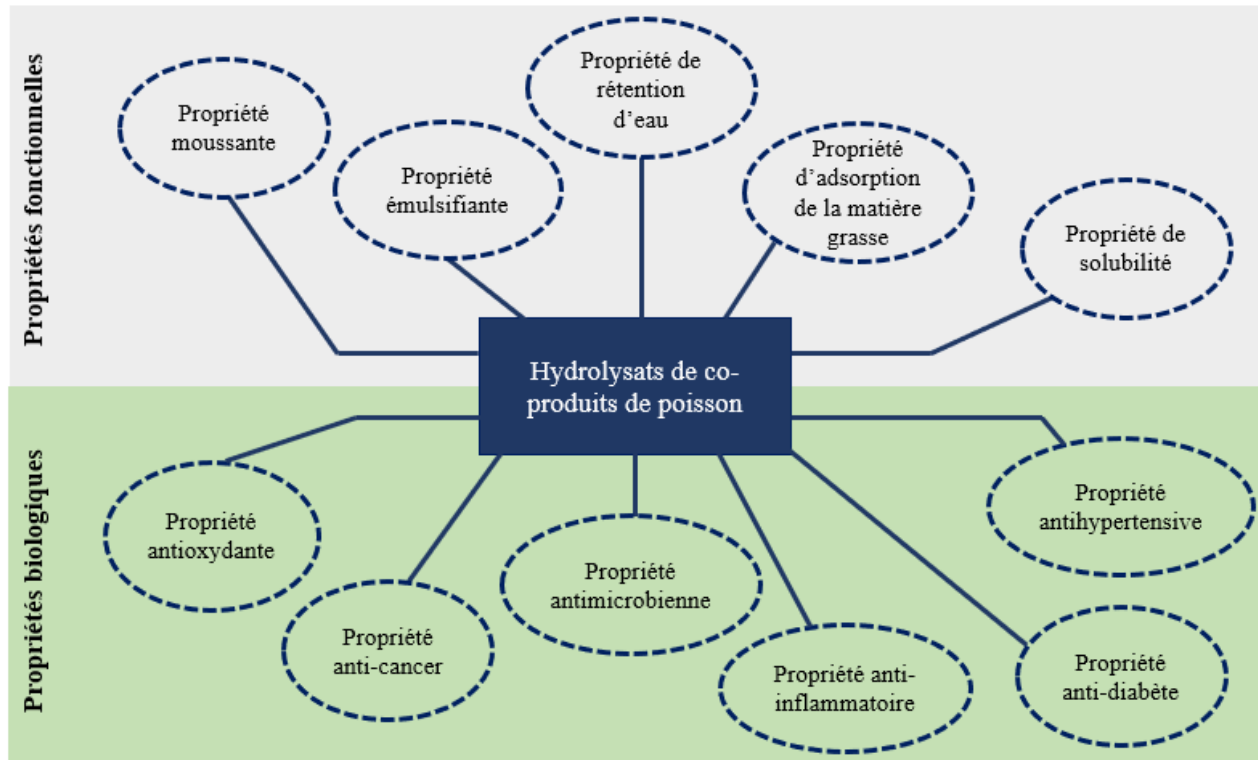 Propriétés fonctionnelles
Propriété
moussante
Propriété
émulsifiante
Propriété de
rétention
d’eau
Propriété
d’adsorption
de la matière
grasse
Propriété de
solubilité
Hydrolysats de co-
produits de poisson
Propriétés biologiques
Propriété
antioxydante
Propriété
anti-cancer
Propriété
antimicrobienne
Propriété anti-
inflammatoire
Propriété
anti-diabète
Propriété
antihypertensive